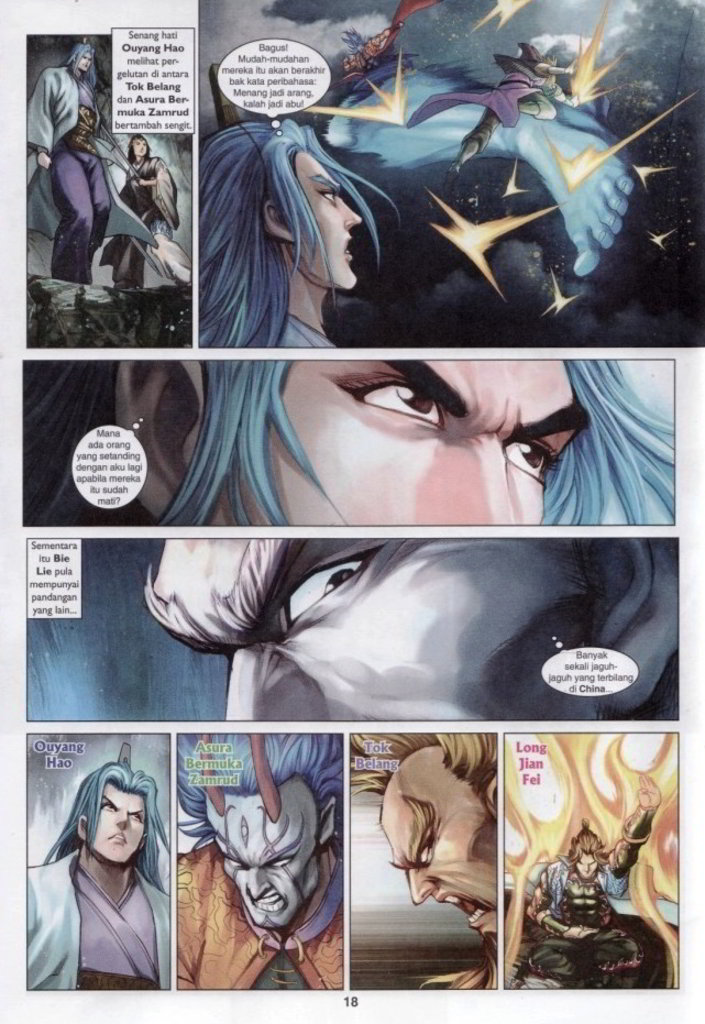 Senang hati
Ouyang Hao
melihat per-
gelutan di antara
Tok Belang
dan Asura Ber-
muka Zamrud
bertambah sengit.
Bagus!
Mudah-mudahan
mereka itu akan berakhir
bak kata peribahasa:
Menang jadi arang,
kalah jadi abu!
Mana
ada orang
yang setanding
dengan aku lagi
apabila mereka
itu sudah
mati?
Sementara
itu Bie
Lie pula
mempunyai
pandangan
yang lain...
Banyak
sekali jaguh-
jaguh yang terbilang
di China...
Ouyang
Hao
Asura
Bermuka
Zamrud
Tok
Belang
Long
Jian
Fei
18